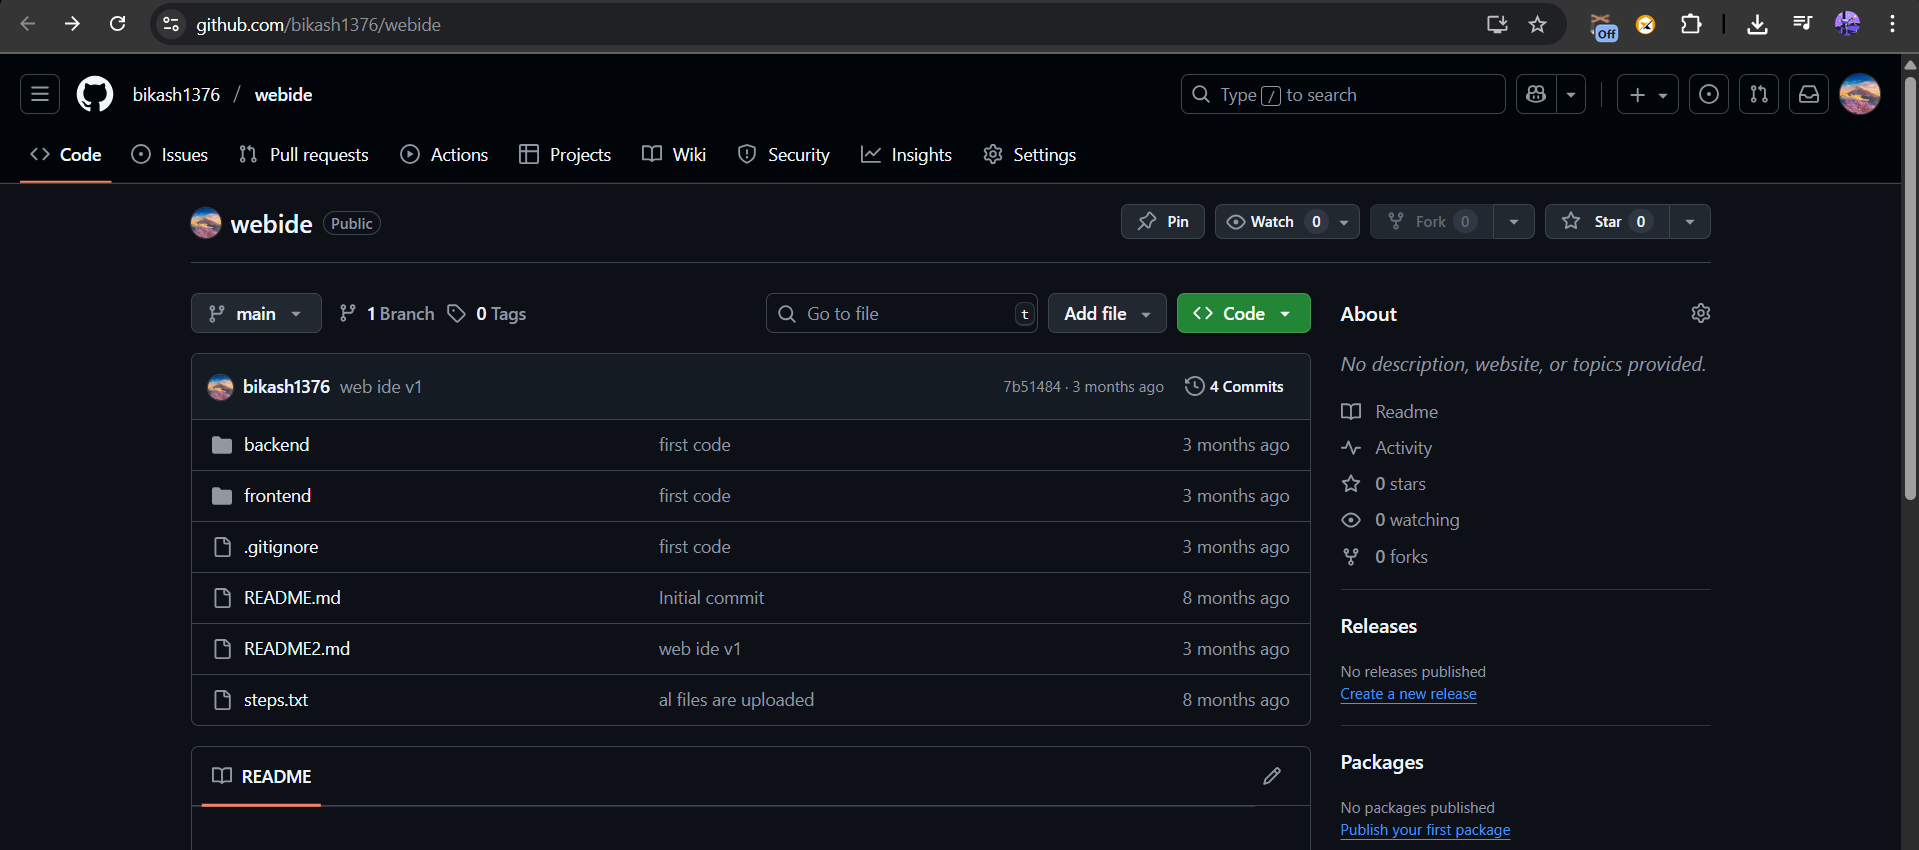 github.com/bikash1376/webide
Off
bikash1376 / webide
Type / to search
Code Issues Pull requests Actions Projects Wiki Security Insights Settings
webide Public
Pin Watch 0 Fork 0 Star 0
main 1 Branch 0 Tags Go to file t Add file Code
About
bikash1376 web ide v1 7b51484 · 3 months ago 4 Commits
No description, website, or topics provided.
backend first code 3 months ago
frontend first code 3 months ago
.gitignore first code 3 months ago
README.md Initial commit 8 months ago
README2.md web ide v1 3 months ago
steps.txt al files are uploaded 8 months ago
README
Readme
Activity
0 stars
0 watching
0 forks
Releases
No releases published
Create a new release
Packages
No packages published
Publish your first package